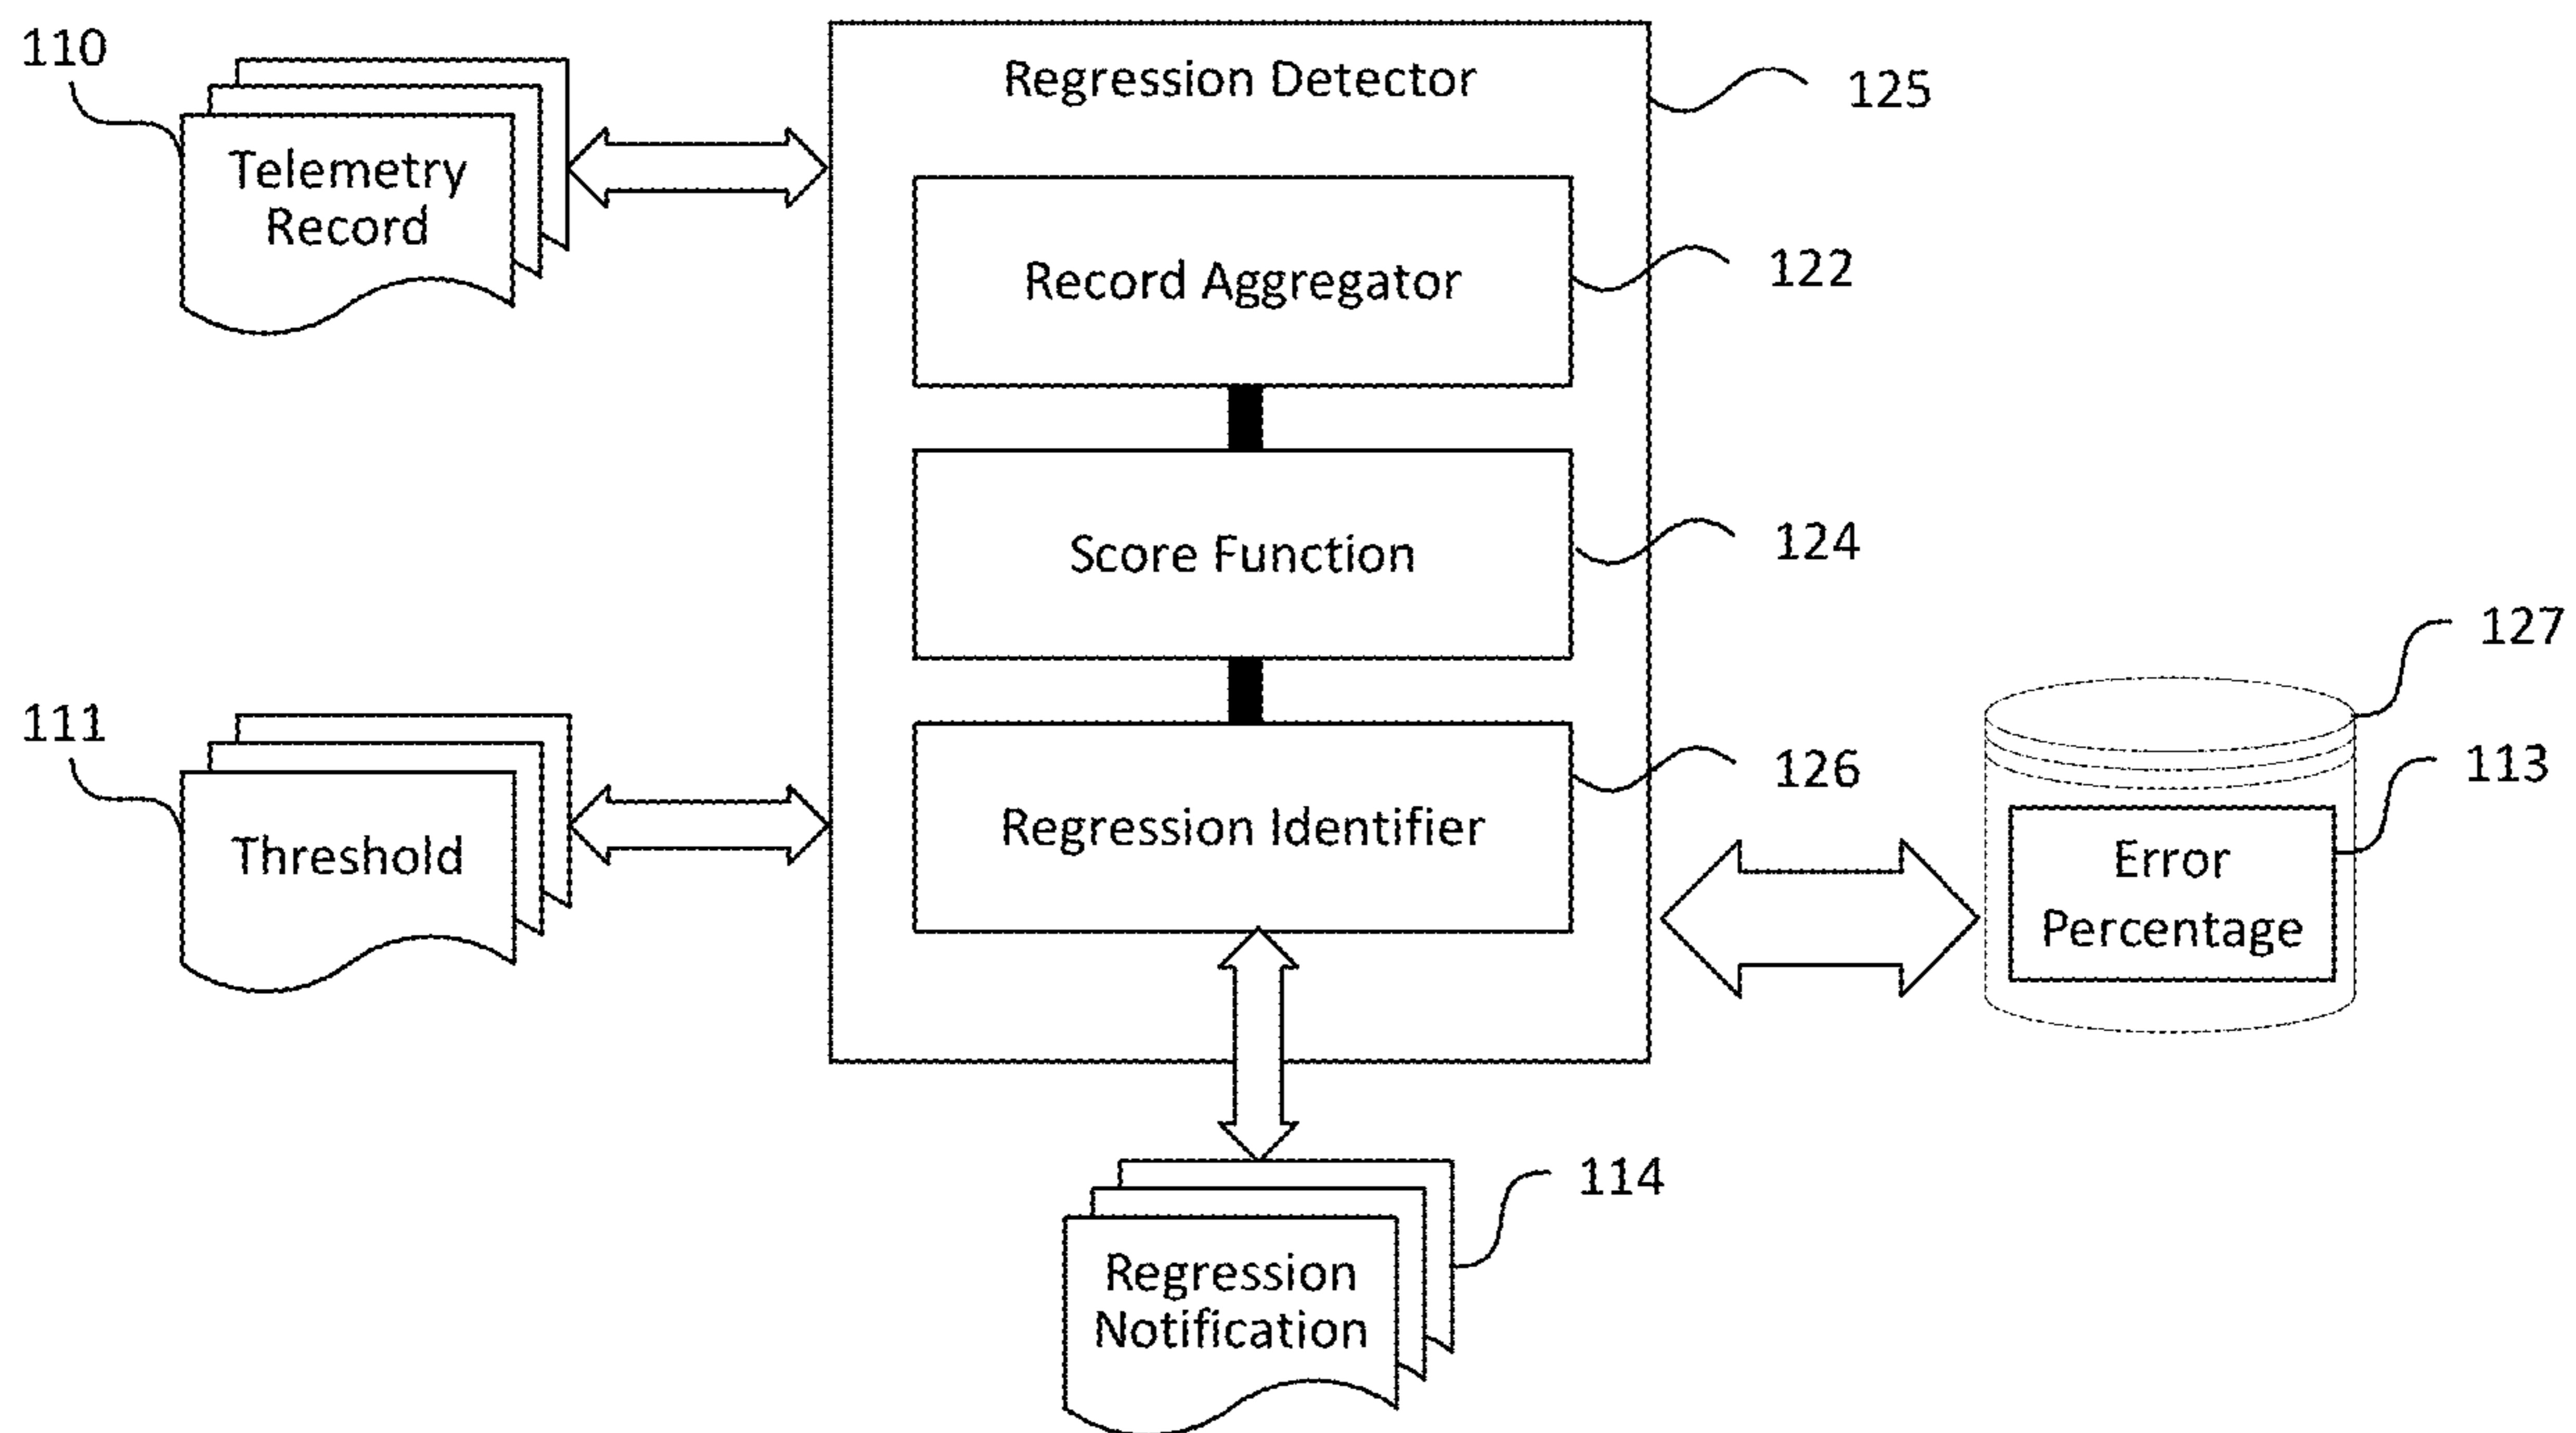 110
Telemetry
Record
Regression Detector
125
Record Aggregator
122
Score Function
124
111
Threshold
Regression Identifier
126
127
113
Error
Percentage
114
Regression
Notification